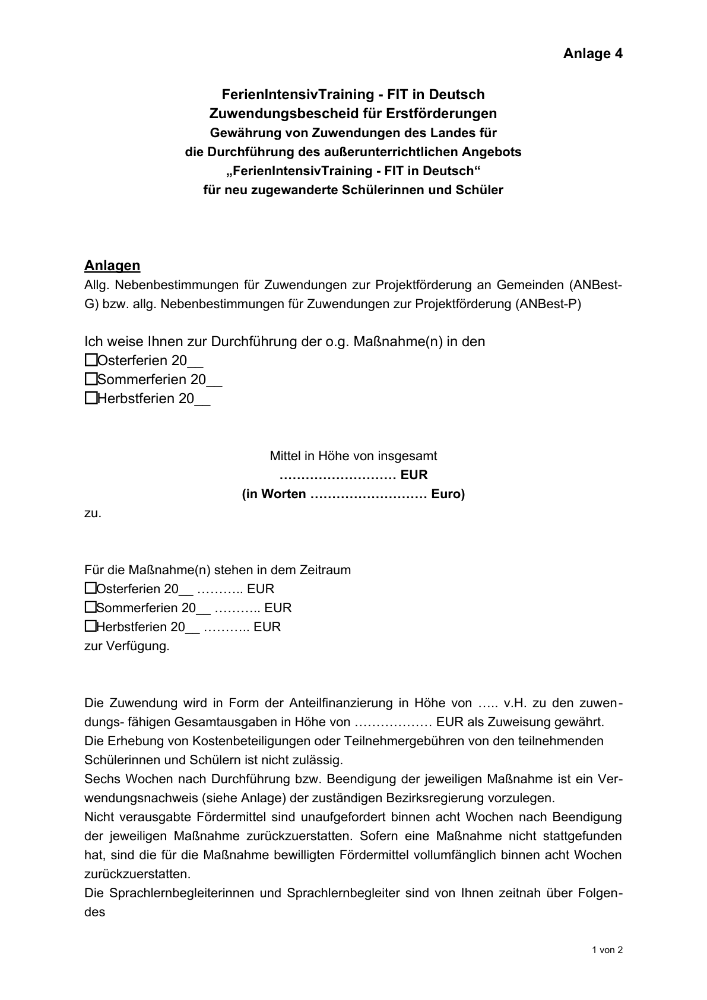 Anlage 4
FerienIntensivTraining - FIT in Deutsch
Zuwendungsbescheid für Erstförderungen
Gewährung von Zuwendungen des Landes für
die Durchführung des außerunterrichtlichen Angebots
„FerienIntensivTraining - FIT in Deutsch“
für neu zugewanderte Schülerinnen und Schüler
Anlagen
Allg. Nebenbestimmungen für Zuwendungen zur Projektförderung an Gemeinden (ANBest-
G) bzw. allg. Nebenbestimmungen für Zuwendungen zur Projektförderung (ANBest-P)
Ich weise Ihnen zur Durchführung der o.g. Maßnahme(n) in den
☐Osterferien 20__
☐Sommerferien 20__
☐Herbstferien 20__
Mittel in Höhe von insgesamt
……………………… EUR
(in Worten ……………………… Euro)
zu.
Für die Maßnahme(n) stehen in dem Zeitraum
☐Osterferien 20__ ……….. EUR
☐Sommerferien 20__ ……….. EUR
☐Herbstferien 20__ ……….. EUR
zur Verfügung.
Die Zuwendung wird in Form der Anteilfinanzierung in Höhe von ….. v.H. zu den zuwen-
dungs- fähigen Gesamtausgaben in Höhe von ……………… EUR als Zuweisung gewährt.
Die Erhebung von Kostenbeteiligungen oder Teilnehmergebühren von den teilnehmenden
Schülerinnen und Schülern ist nicht zulässig.
Sechs Wochen nach Durchführung bzw. Beendigung der jeweiligen Maßnahme ist ein Ver-
wendungsnachweis (siehe Anlage) der zuständigen Bezirksregierung vorzulegen.
Nicht verausgabte Fördermittel sind unaufgefordert binnen acht Wochen nach Beendigung
der jeweiligen Maßnahme zurückzuerstatten. Sofern eine Maßnahme nicht stattgefunden
hat, sind die für die Maßnahme bewilligten Fördermittel vollumfänglich binnen acht Wochen
zurückzuerstatten.
Die Sprachlernbegleiterinnen und Sprachlernbegleiter sind von Ihnen zeitnah über Folgen-
des
1 von 2